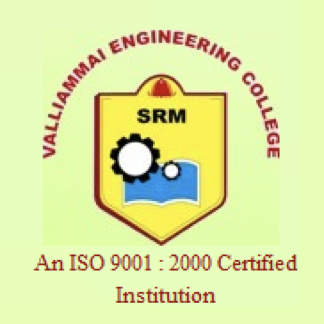 VALLIAMMAI ENGINEERING COLLEGE
SRM
An ISO 9001 : 2000 Certified
Institution